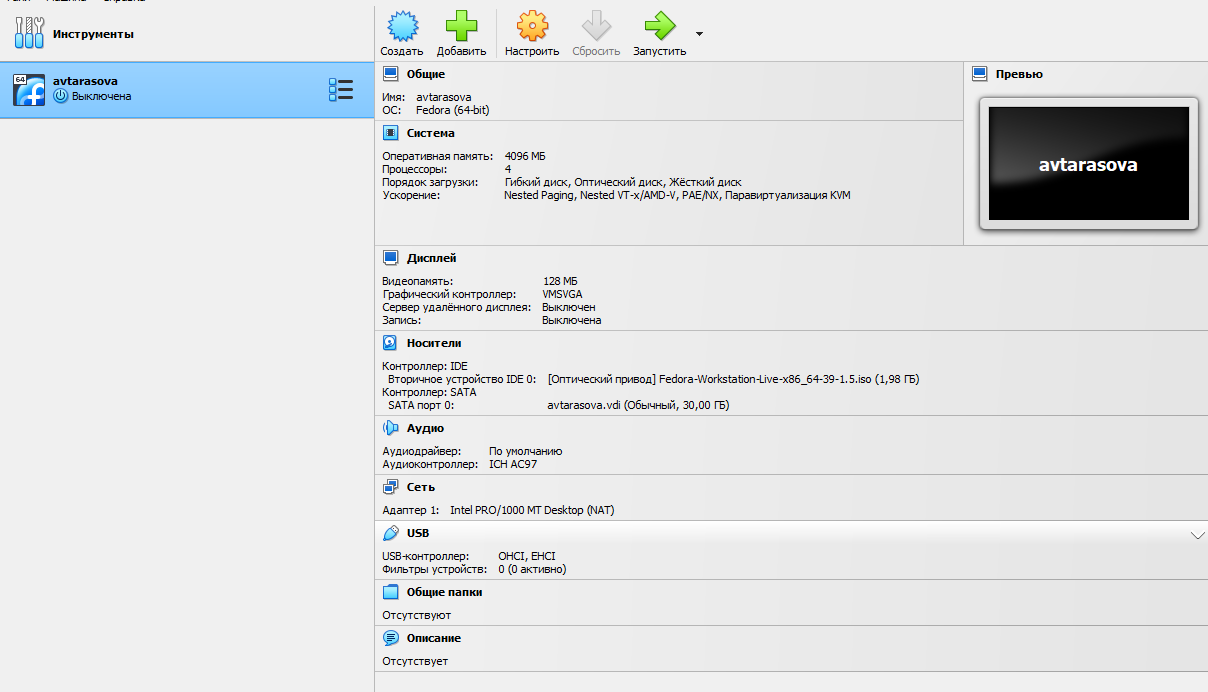 Файл Машина Справка
Инструменты
Создать Добавить Настроить Сбросить Запустить
64
avtarasova
Выключена
Общие
Имя: avtarasova
ОС: Fedora (64-bit)
Превью
avtarasova
Система
Оперативная память: 4096 МБ
Процессоры: 4
Порядок загрузки: Гибкий диск, Оптический диск, Жёсткий диск
Ускорение: Nested Paging, Nested VT-x/AMD-V, PAE/NX, Паравиртуализация KVM
Дисплей
Видеопамять: 128 МБ
Графический контроллер: VMSVGA
Сервер удалённого дисплея: Выключен
Запись: Выключена
Носители
Контроллер: IDE
Вторичное устройство IDE 0: [Оптический привод] Fedora-Workstation-Live-x86_64-39-1.5.iso (1,98 ГБ)
Контроллер: SATA
SATA порт 0: avtarasova.vdi (Обычный, 30,00 ГБ)
Аудио
Аудиодрайвер: По умолчанию
Аудиоконтроллер: ICH AC97
Сеть
Адаптер 1: Intel PRO/1000 MT Desktop (NAT)
USB
USB-контроллер: OHCI, EHCI
Фильтры устройств: 0 (0 активно)
Общие папки
Отсутствуют
Описание
Отсутствует